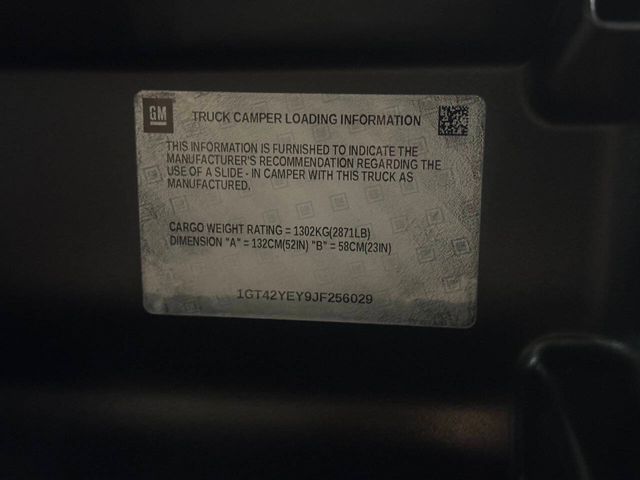 GM
TRUCK CAMPER LOADING INFORMATION
THIS INFORMATION IS FURNISHED TO INDICATE THE
MANUFACTURER'S RECOMMENDATION REGARDING THE
USE OF A SLIDE - IN CAMPER WITH THIS TRUCK AS
MANUFACTURED.
CARGO WEIGHT RATING = 1302KG(2871LB)
DIMENSION "A" = 132CM(52IN) "B" = 58CM(23IN)
1GT42YEY9JF256029